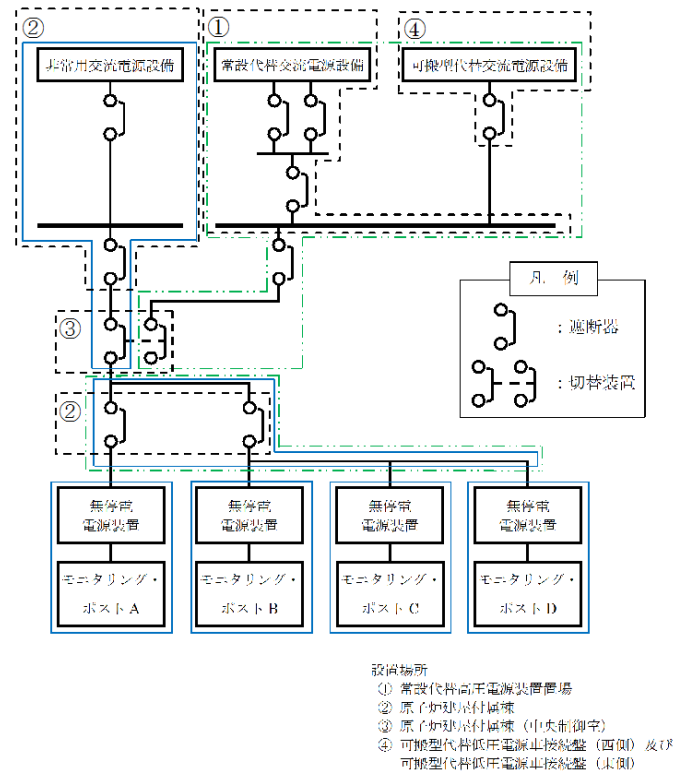 ②
①
④
非常用交流電源設備
常設代替交流電源設備
可搬型代替交流電源設備
凡 例
：遮断器
：切替装置
③
②
無停電
電源装置
無停電
電源装置
無停電
電源装置
無停電
電源装置
モニタリング・
ポストA
モニタリング・
ポストB
モニタリング・
ポストC
モニタリング・
ポストD
設置場所
① 常設代替高圧電源装置置場
② 原子炉建屋付属棟
③ 原子炉建屋付属棟（中央制御室）
④ 可搬型代替低圧電源車接続盤（西側）及び
可搬型代替低圧電源車接続盤（東側）